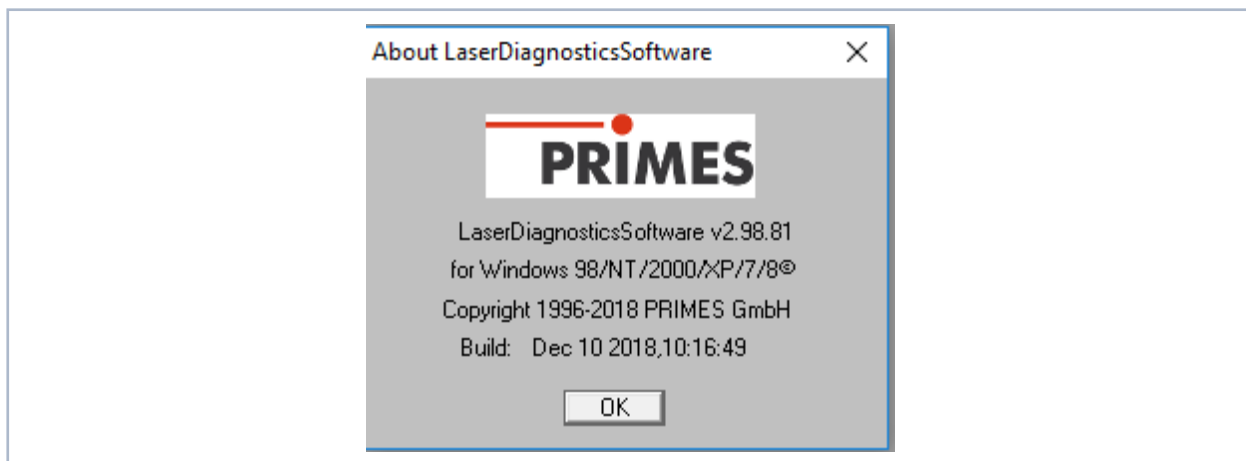 About LaserDiagnosticsSoftware
PRIMES
LaserDiagnosticsSoftware v2.98.81
for Windows 98/NT/2000/XP/7/8©
Copyright 1996-2018 PRIMES GmbH
Build: Dec 10 2018,10:16:49
OK